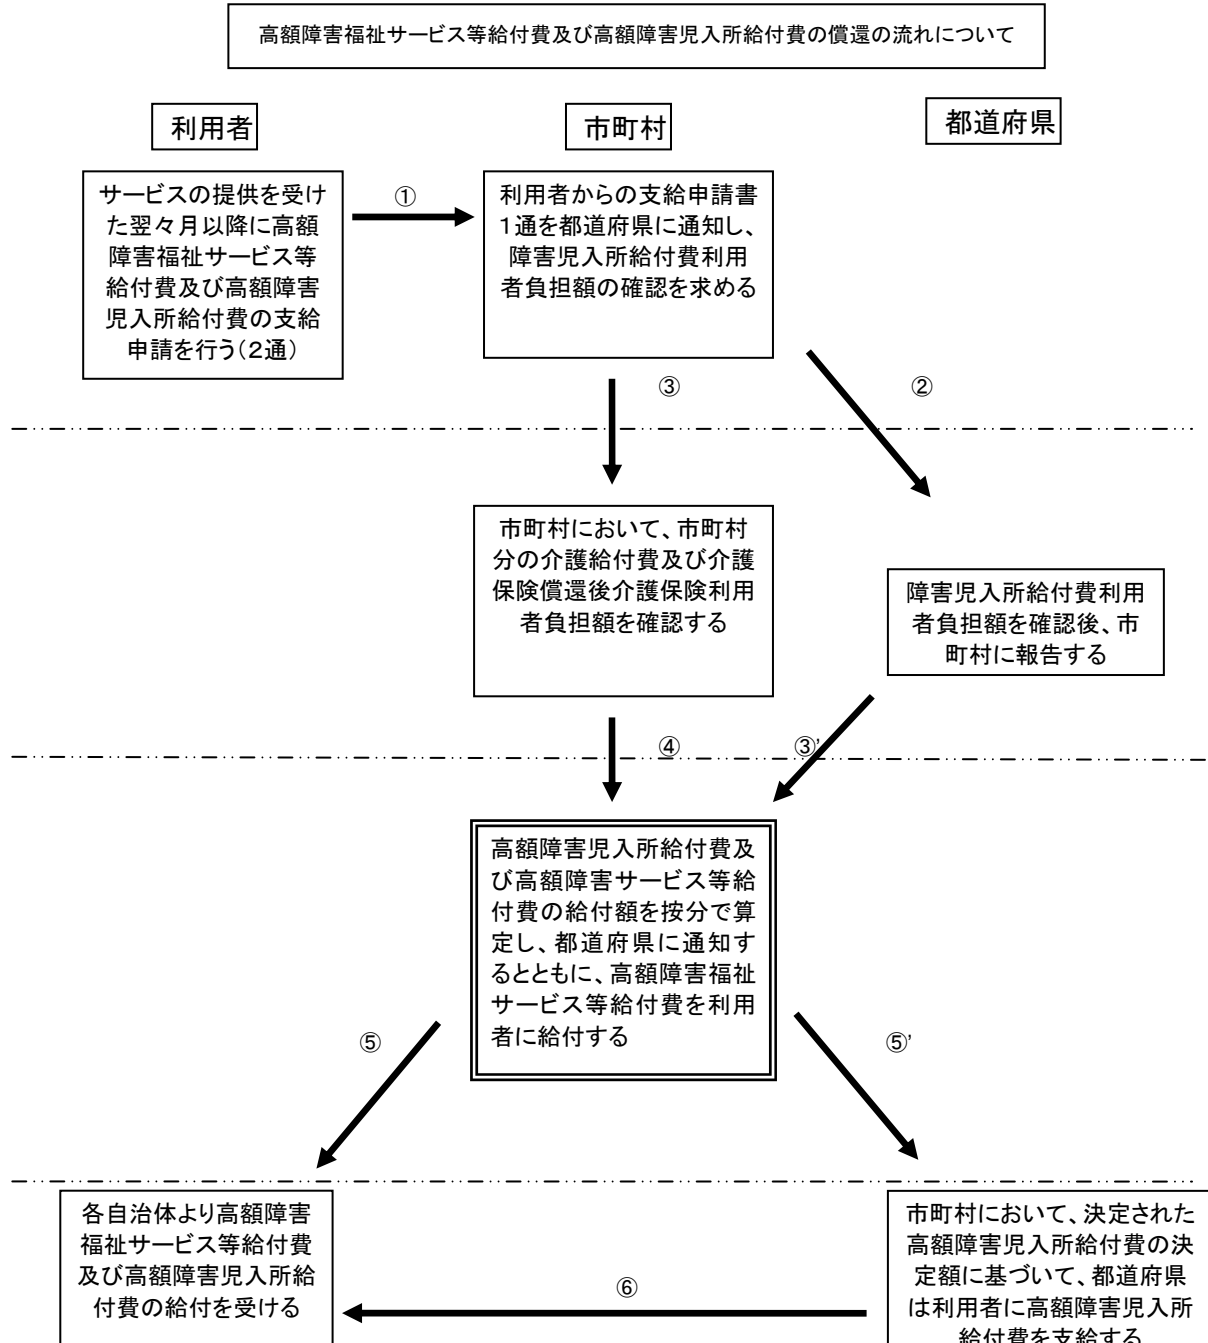 高額障害福祉サービス等給付費及び高額障害児入所給付費の償還の流れについて
利用者
市町村
都道府県
サービスの提供を受け
た翌々月以降に高額
障害福祉サービス等
給付費及び高額障害
児入所給付費の支給
申請を行う(2通)
①
利用者からの支給申請書
1通を都道府県に通知し、
障害児入所給付費利用
者負担額の確認を求める
③
②
市町村において、市町村
分の介護給付費及び介護
保険償還後介護保険利用
者負担額を確認する
障害児入所給付費利用
者負担額を確認後、市
町村に報告する
④
③'
高額障害児入所給付費及
び高額障害サービス等給
付費の給付額を按分で算
定し、都道府県に通知す
るとともに、高額障害福祉
サービス等給付費を利用
者に給付する
⑤
⑤'
各自治体より高額障害
福祉サービス等給付費
及び高額障害児入所給
付費の給付を受ける
⑥
市町村において、決定された
高額障害児入所給付費の決
定額に基づいて、都道府県
は利用者に高額障害児入所
給付費を支給する